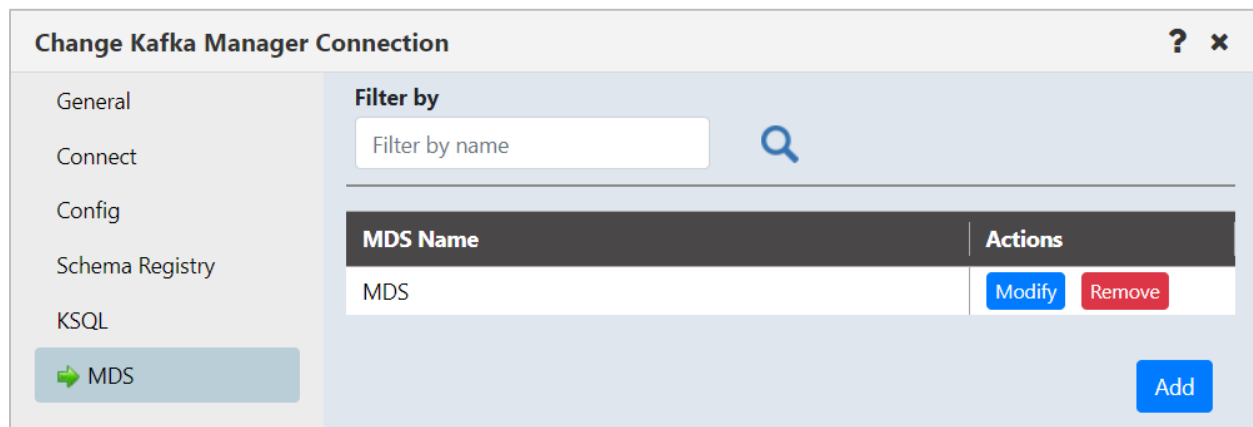 Change Kafka Manager Connection ?
General
Connect
Config
Schema Registry
KSQL
MDS
Filter by
Filter by name
MDS Name Actions
MDS Modify Remove
Add